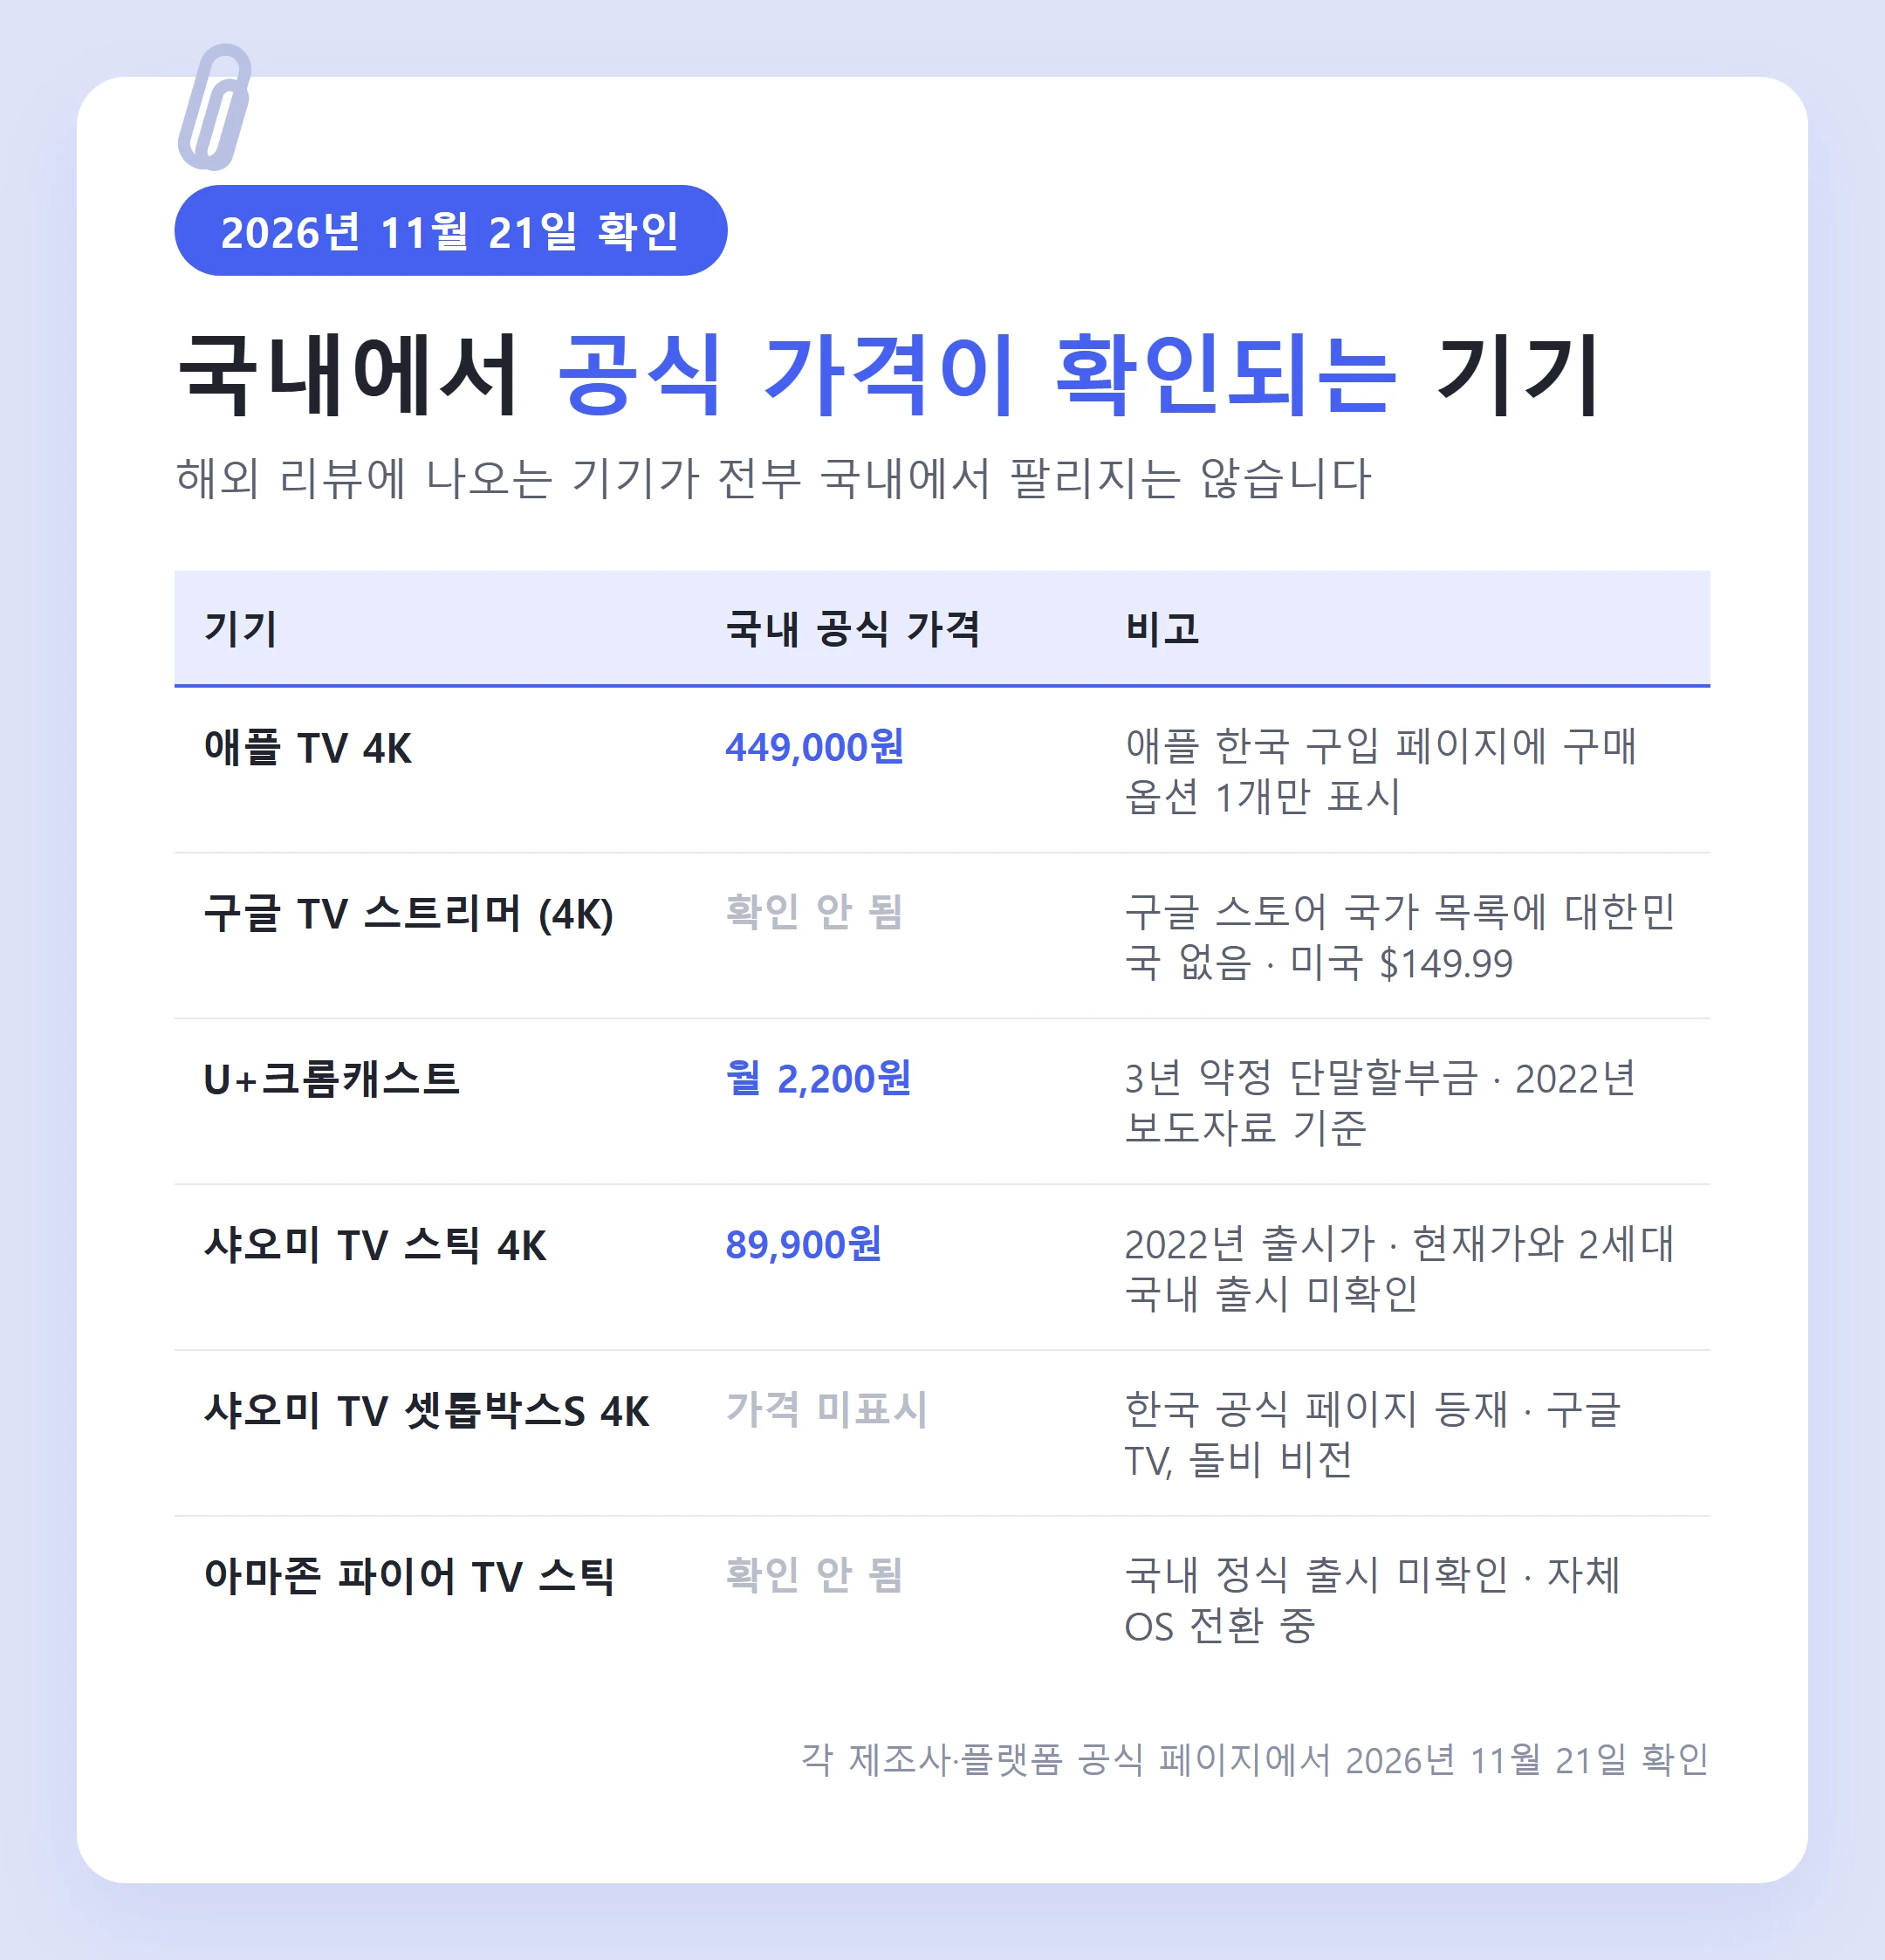 2026년 11월 21일 확인
국내에서 공식 가격이 확인되는 기기
해외 리뷰에 나오는 기기가 전부 국내에서 팔리지는 않습니다
기기 국내 공식 가격 비고
애플 TV 4K 449,000원 애플 한국 구입 페이지에 구매
옵션 1개만 표시
구글 TV 스트리머 (4K) 확인 안 됨 구글 스토어 국가 목록에 대한민
국 없음 · 미국 $149.99
U+크롬캐스트 월 2,200원 3년 약정 단말할부금 · 2022년
보도자료 기준
샤오미 TV 스틱 4K 89,900원 2022년 출시가 · 현재가와 2세대
국내 출시 미확인
샤오미 TV 셋톱박스S 4K 가격 미표시 한국 공식 페이지 등재 · 구글
TV, 돌비 비전
아마존 파이어 TV 스틱 확인 안 됨 국내 정식 출시 미확인 · 자체
OS 전환 중
각 제조사·플랫폼 공식 페이지에서 2026년 11월 21일 확인